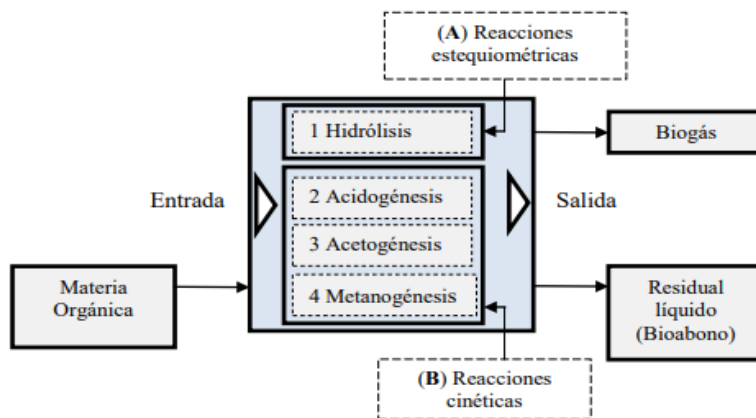 (A) Reacciones
estequiométricas
1 Hidrólisis
Biogás
Entrada
2 Acidogénesis
Salida
3 Acetogénesis
Materia
Orgánica
4 Metanogénesis
Residual
líquido
(Bioabono)
(B) Reacciones
cinéticas